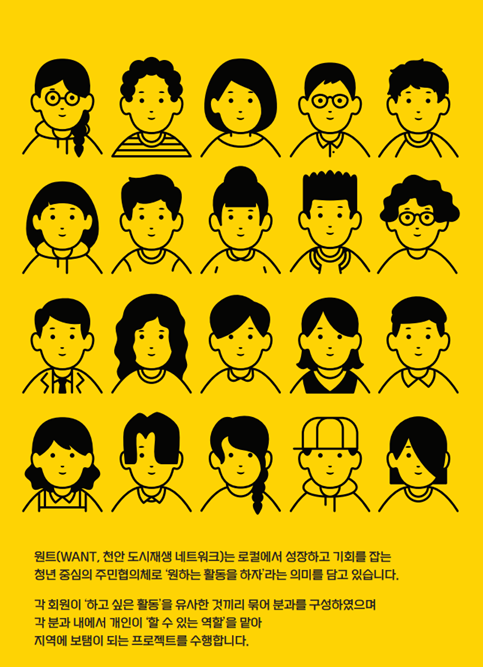 원트(WANT, 천안 도시재생 네트워크)는 로컬에서 성장하고 기회를 잡는
청년 중심의 주민협의체로 '원하는 활동을 하자'라는 의미를 담고 있습니다.
각 회원이 '하고 싶은 활동'을 유사한 것끼리 묶어 분과를 구성하였으며
각 분과 내에서 개인이 '할 수 있는 역할'을 맡아
지역에 보탬이 되는 프로젝트를 수행합니다.